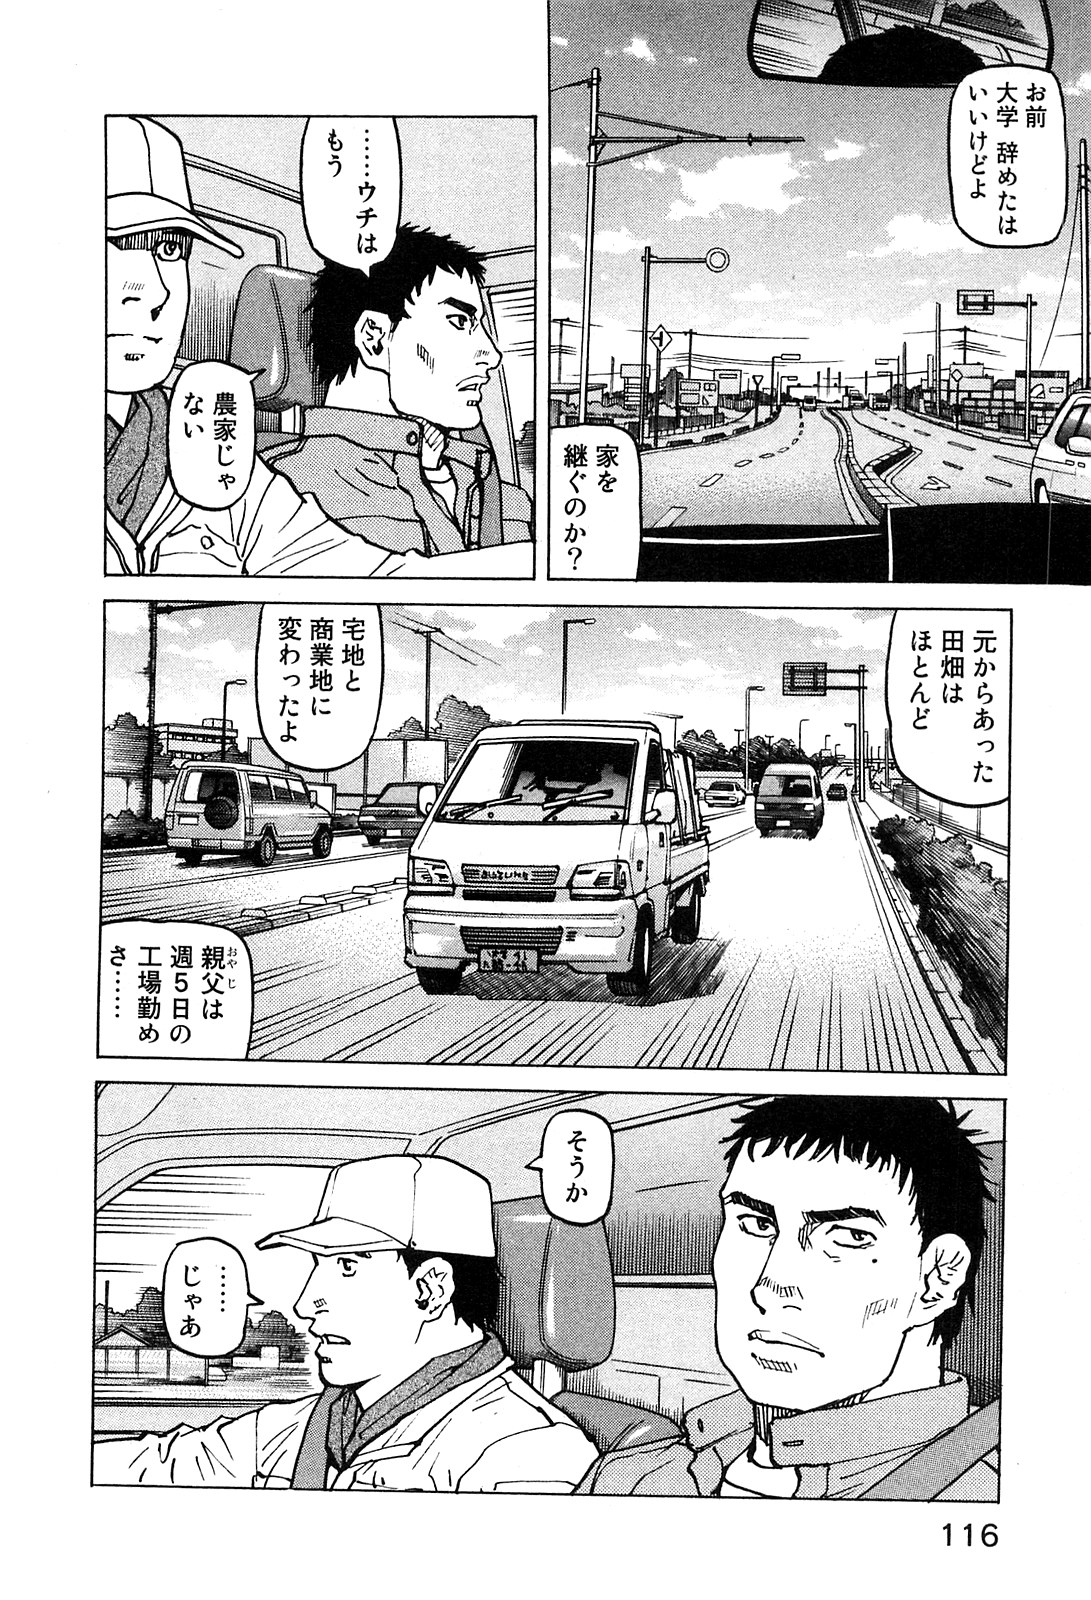 お前
大学 辞めたは
いいけどよ
家を
継ぐのか?
……ウチは
もう
農家じゃ
ない
元からあった
田畑は
ほとんど
宅地と
商業地に
変わったよ
親父は
おやじ
週5日の
工場勤め
さ……
そうか
……
じゃあ
116